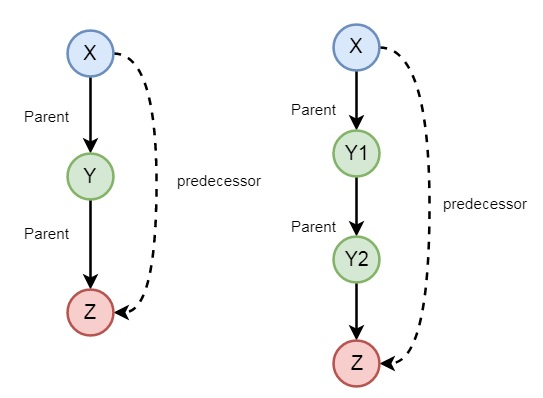 X
Parent
Y
predecessor
Parent
Z
X
Parent
Y1
predecessor
Parent
Y2
Z